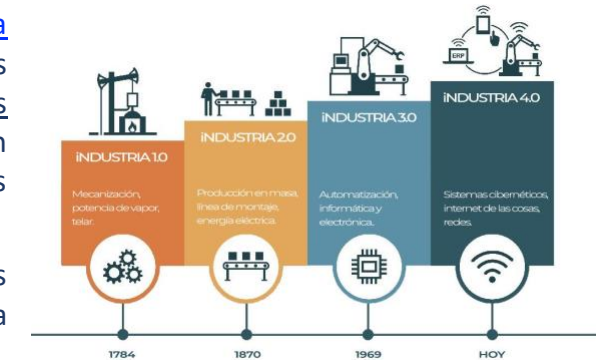 a
s
s
n
s
s
a
ERP
iNDUSTRIA 1.0
Mecanización,
potencia de vapor,
telar.
iNDUSTRIA 2.0
Producción en masa,
línea de montaje,
energía eléctrica.
iNDUSTRIA 3.0
Automatización,
informática y
electrónica.
iNDUSTRIA 4.0
Sistemas cibernéticos,
internet de las cosas,
redes.
1784
1870
1969
HOY